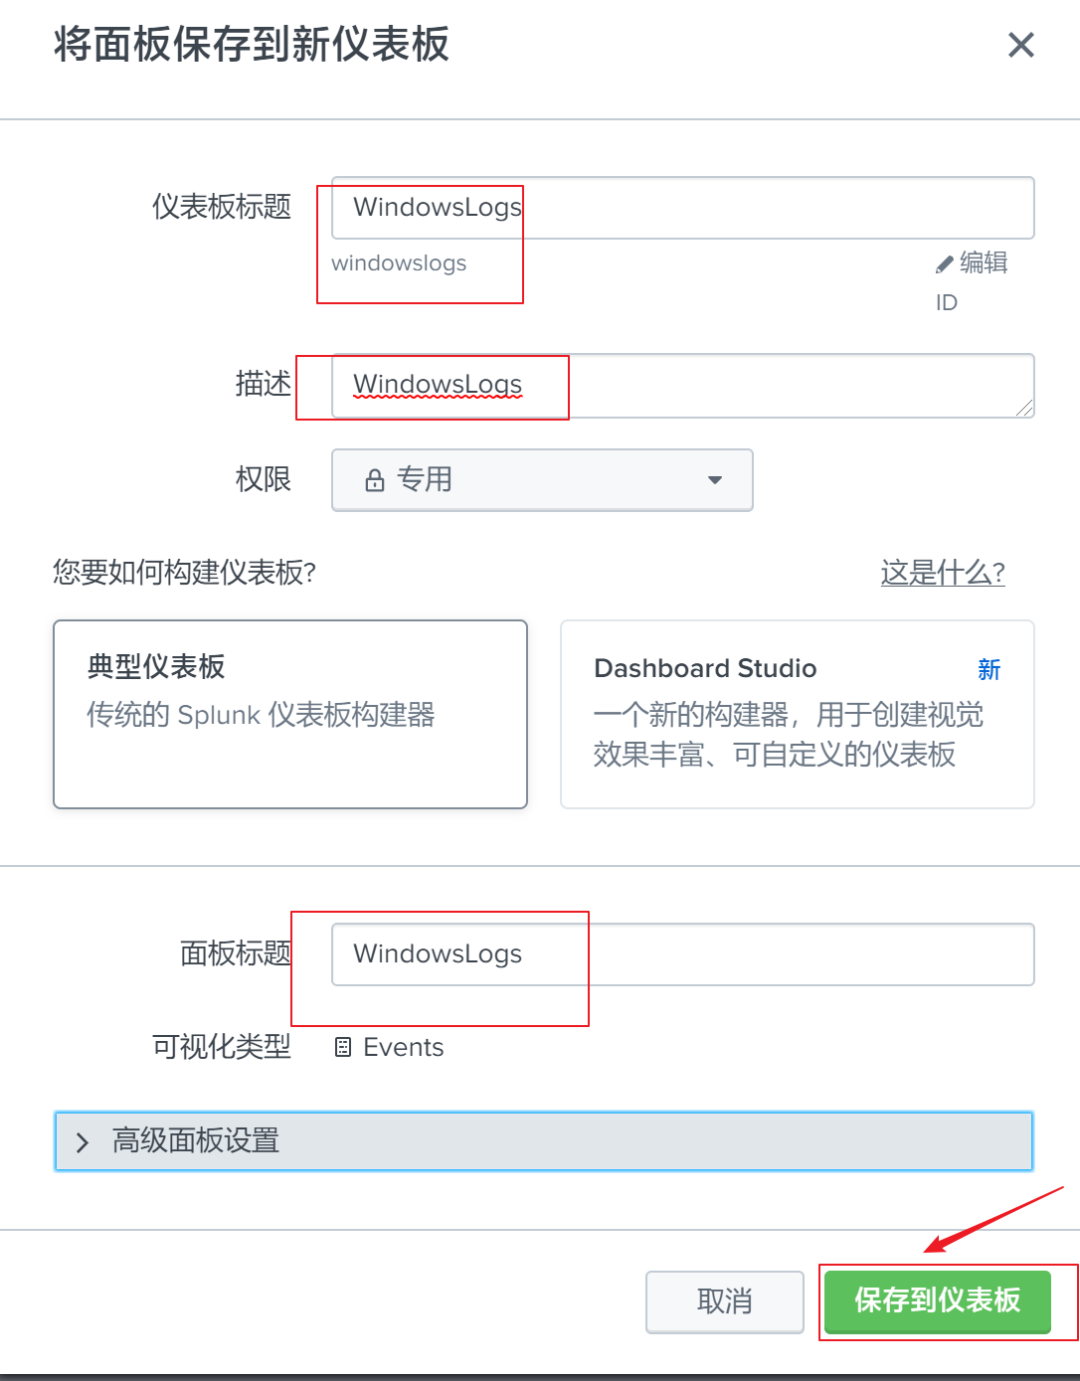 将面板保存到新仪表板
仪表板标题
WindowsLogs
windowslogs
编辑
ID
描述
WindowsLogs
权限
专用
您要如何构建仪表板?
这是什么?
典型仪表板
传统的 Splunk 仪表板构建器
Dashboard Studio
新
一个新的构建器，用于创建视觉
效果丰富、可自定义的仪表板
面板标题
WindowsLogs
可视化类型
Events
高级面板设置
取消
保存到仪表板